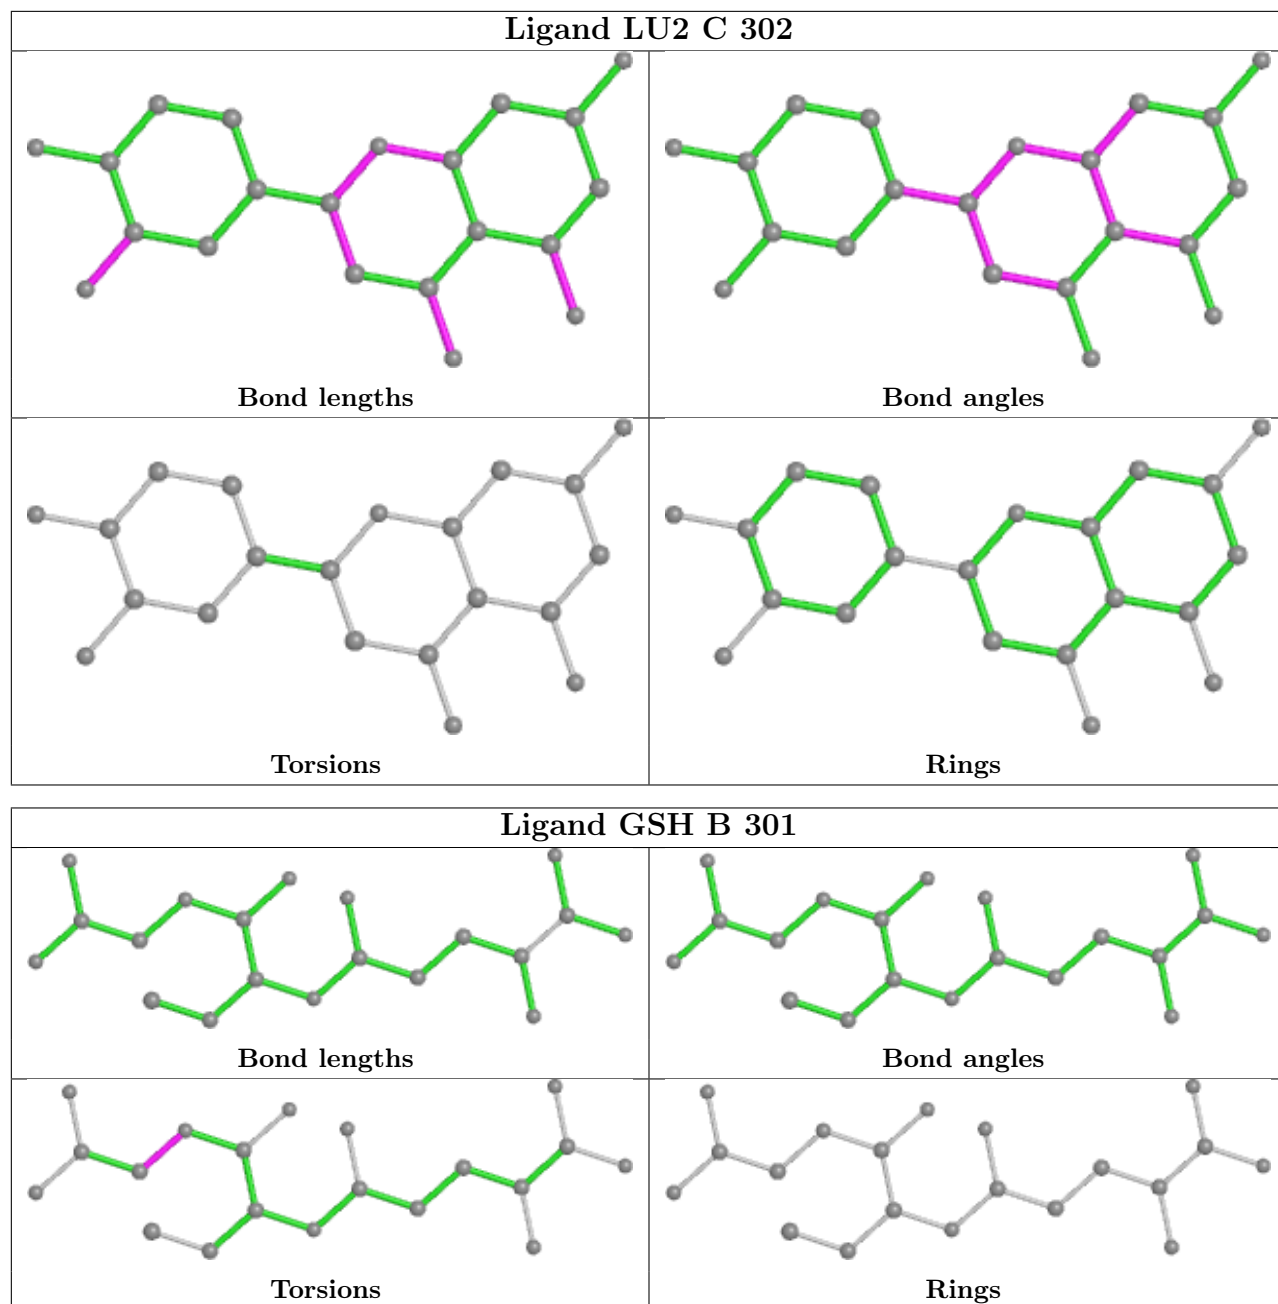 Ligand LU2 C 302
Bond lengths
Bond angles
Torsions
Rings
Ligand GSH B 301
Bond lengths
Bond angles
Torsions
Rings